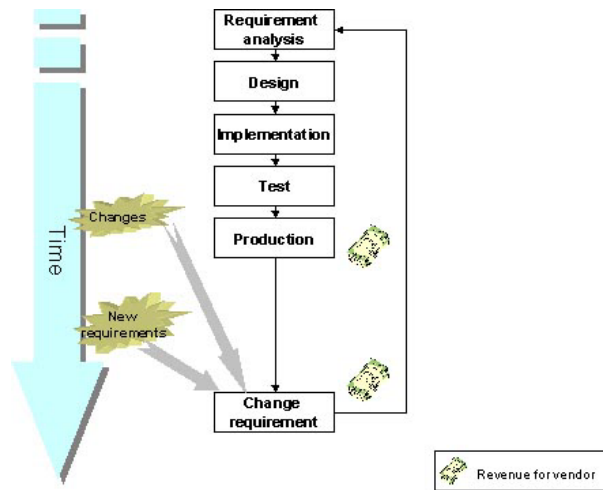 Requirement
analysis
Design
Implementation
Test
Changes
Production
Time
New
requirements
Change
requirement
Revenue for vendor